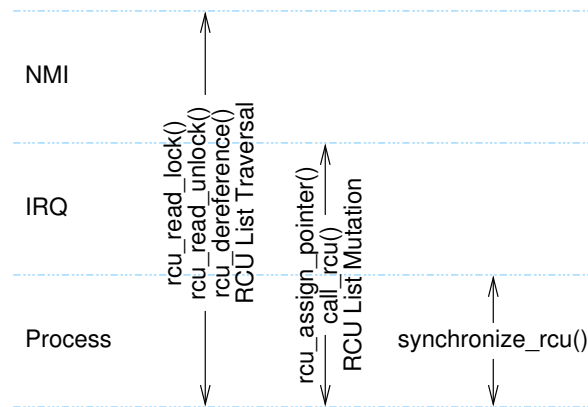 NMI
rcu_read_lock()
rcu_read_unlock()
rcu_dereference()
RCU List Traversal
IRQ
rcu_assign_pointer()
call_rcu()
RCU List Mutation
Process
synchronize_rcu()